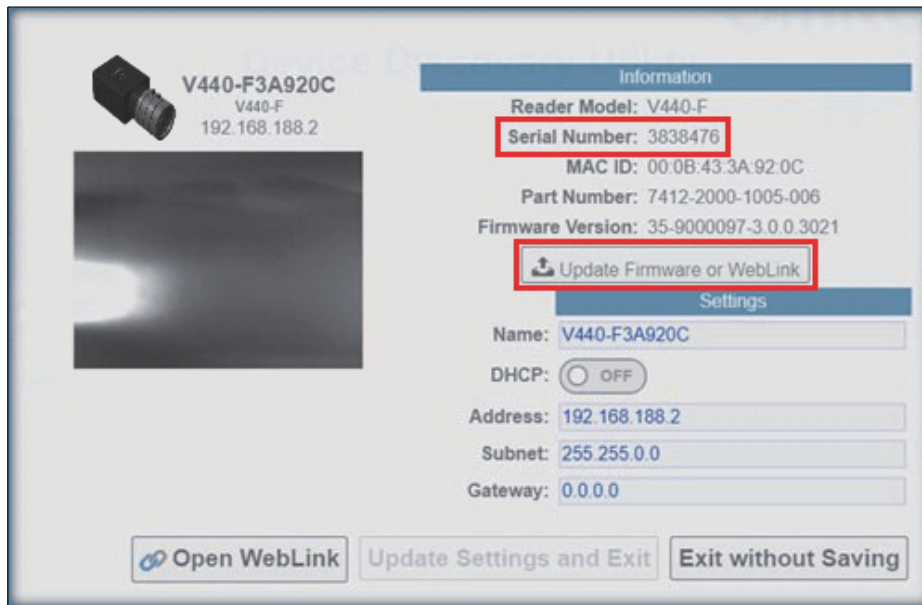 Device Discovery Utility
V440-F3A920C
V440-F
192.168.188.2
Information
Reader Model: V440-F
Serial Number: 3838476
MAC ID: 00:0B:43:3A:92:0C
Part Number: 7412-2000-1005-006
Firmware Version: 35-9000097-3.0.0.3021
Update Firmware or WebLink
Settings
Name: V440-F3A920C
DHCP: OFF
Address: 192.168.188.2
Subnet: 255.255.0.0
Gateway: 0.0.0.0
Open WebLink
Update Settings and Exit
Exit without Saving